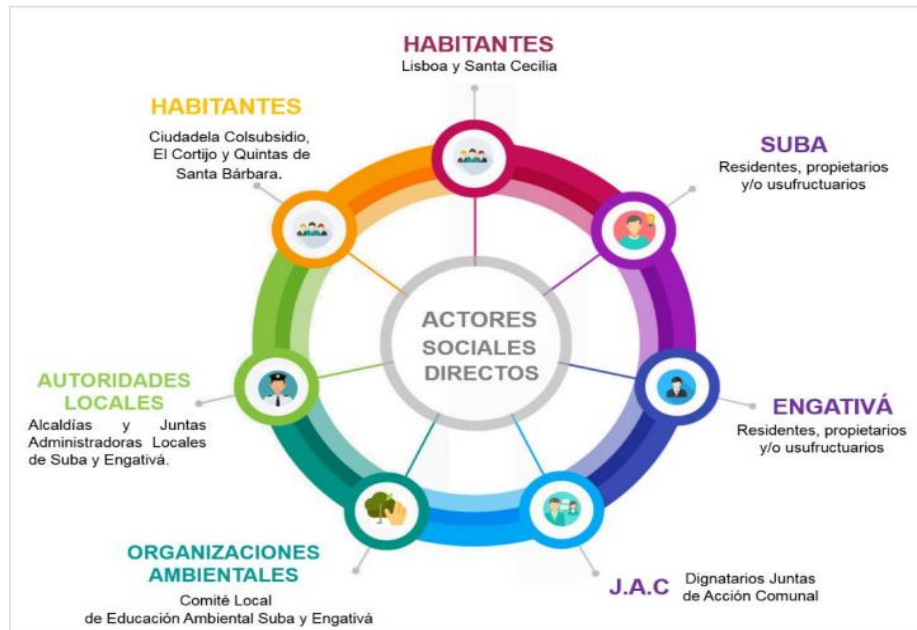 HABITANTES
Lisboa y Santa Cecilia
HABITANTES
Ciudadela Colsubsidio,
El Cortijo y Quintas de
Santa Bárbara.
SUBA
Residentes, propietarios
y/o usufructuarios
ACTORES
SOCIALES
DIRECTOS
AUTORIDADES
LOCALES
Alcaldías y Juntas
Administradoras Locales
de Suba y Engativá.
ENGATIVÁ
Residentes, propietarios
y/o usufructuarios
ORGANIZACIONES
AMBIENTALES
Comité Local
de Educación Ambiental Suba y Engativá
J.A.C Dignatarios Juntas
de Acción Comunal